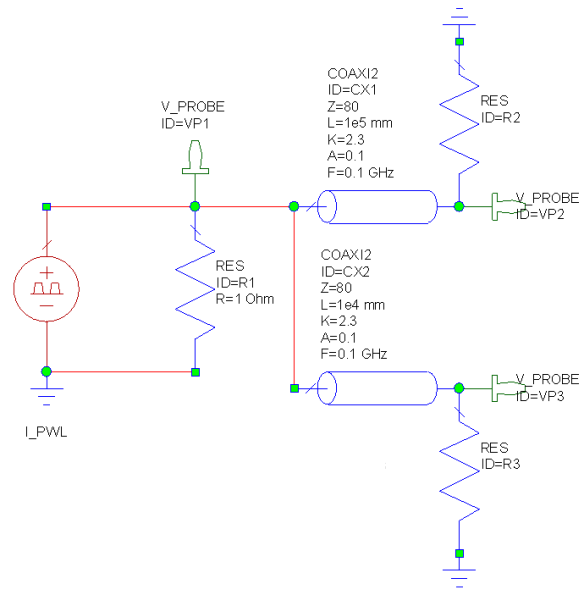 COAXI2
ID=CX1
Z=80
L=1e5 mm
K=2.3
A=0.1
F=0.1 GHz
RES
ID=R2
V_PROBE
ID=VP1
V_PROBE
ID=VP2
RES
ID=R1
R=1 Ohm
COAXI2
ID=CX2
Z=80
L=1e4 mm
K=2.3
A=0.1
F=0.1 GHz
V_PROBE
ID=VP3
I_PWL
RES
ID=R3